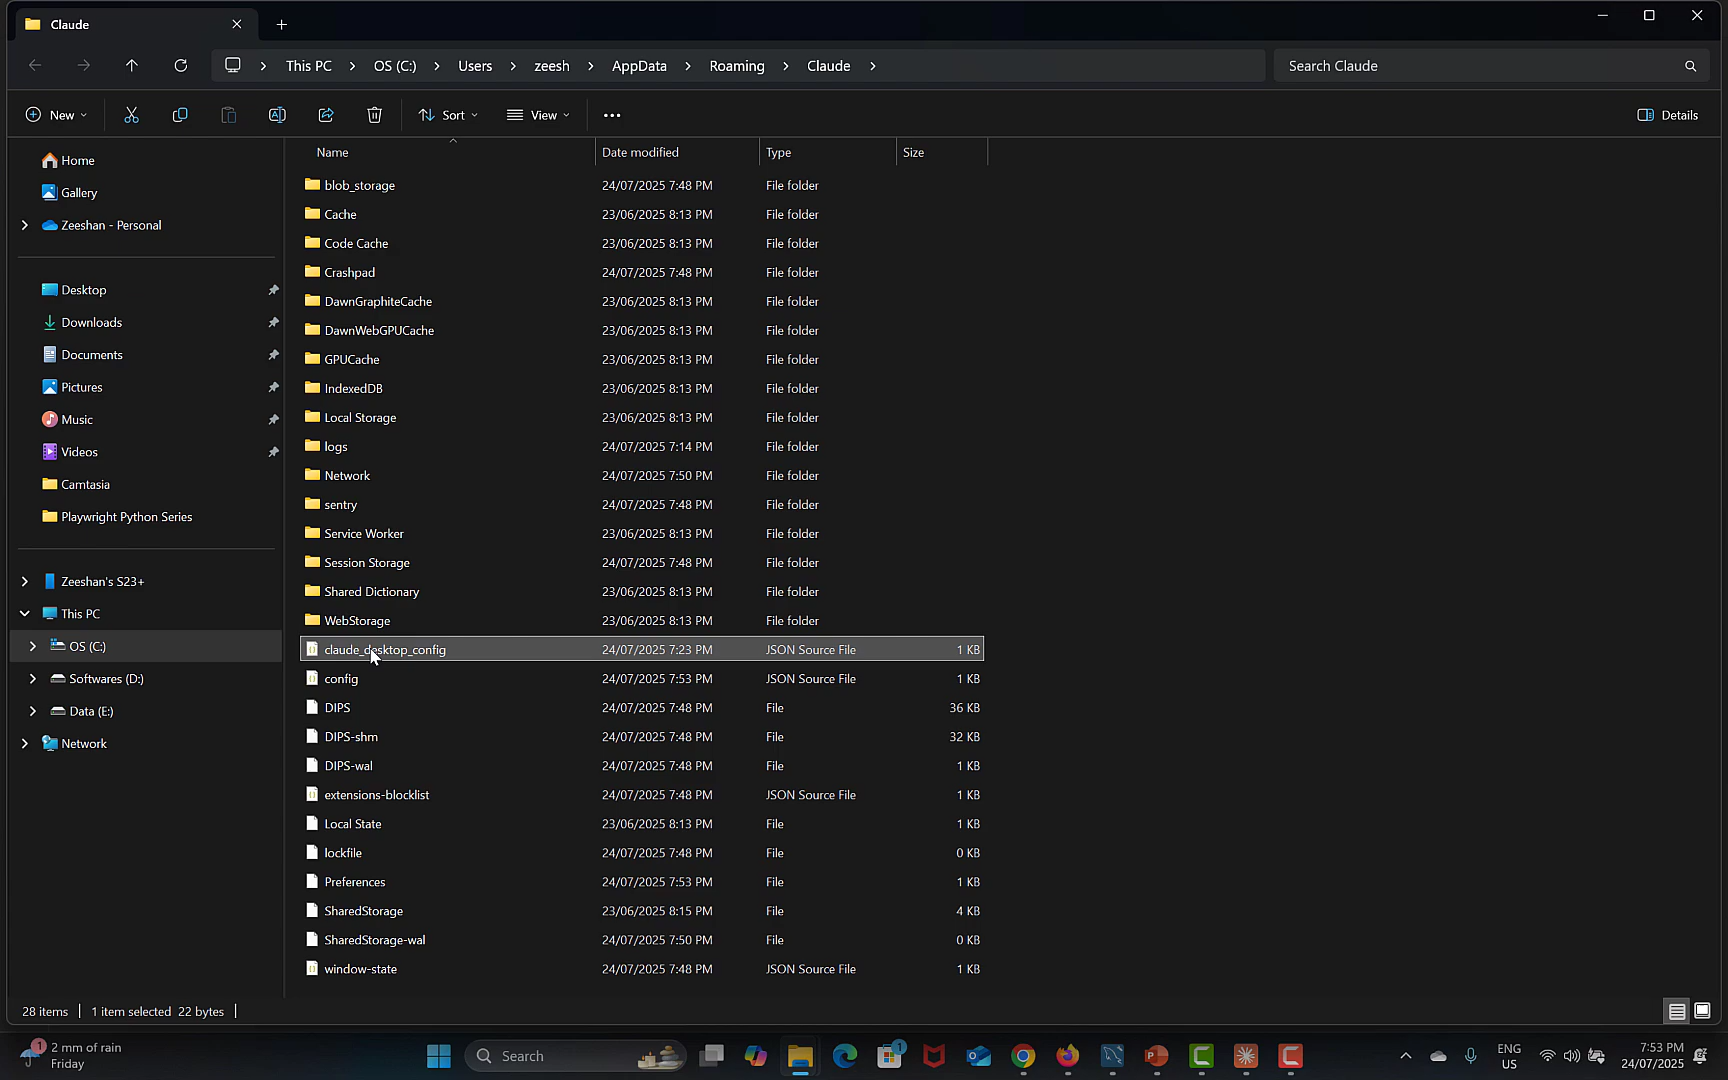 Claude
This PC
OS (C:)
Users
zeesh
AppData
Roaming
Claude
Search Claude
New
Sort
View
Details
Home
Gallery
Zeeshan - Personal
Desktop
Downloads
Documents
Pictures
Music
Videos
Camtasia
Playwright Python Series
Zeeshan's S23+
This PC
OS (C:)
Softwares (D:)
Data (E:)
Network
Name Date modified Type Size
blob_storage 24/07/2025 7:48 PM File folder
Cache 23/06/2025 8:13 PM File folder
Code Cache 23/06/2025 8:13 PM File folder
Crashpad 24/07/2025 7:48 PM File folder
DawnGraphiteCache 23/06/2025 8:13 PM File folder
DawnWebGPUCache 23/06/2025 8:13 PM File folder
GPUCache 23/06/2025 8:13 PM File folder
IndexedDB 23/06/2025 8:13 PM File folder
Local Storage 23/06/2025 8:13 PM File folder
logs 24/07/2025 7:14 PM File folder
Network 24/07/2025 7:50 PM File folder
sentry 24/07/2025 7:48 PM File folder
Service Worker 23/06/2025 8:13 PM File folder
Session Storage 24/07/2025 7:48 PM File folder
Shared Dictionary 23/06/2025 8:13 PM File folder
WebStorage 23/06/2025 8:13 PM File folder
claude_desktop_config 24/07/2025 7:23 PM JSON Source File 1 KB
config 24/07/2025 7:53 PM JSON Source File 1 KB
DIPS 24/07/2025 7:48 PM File 36 KB
DIPS-shm 24/07/2025 7:48 PM File 32 KB
DIPS-wal 24/07/2025 7:48 PM File 1 KB
extensions-blocklist 24/07/2025 7:48 PM JSON Source File 1 KB
Local State 23/06/2025 8:13 PM File 1 KB
lockfile 24/07/2025 7:48 PM File 0 KB
Preferences 24/07/2025 7:53 PM File 1 KB
SharedStorage 23/06/2025 8:15 PM File 4 KB
SharedStorage-wal 24/07/2025 7:50 PM File 0 KB
window-state 24/07/2025 7:48 PM JSON Source File 1 KB
28 items 1 item selected 22 bytes
1
2 mm of rain
Friday
Search
1
ENG
US
7:53 PM
24/07/2025